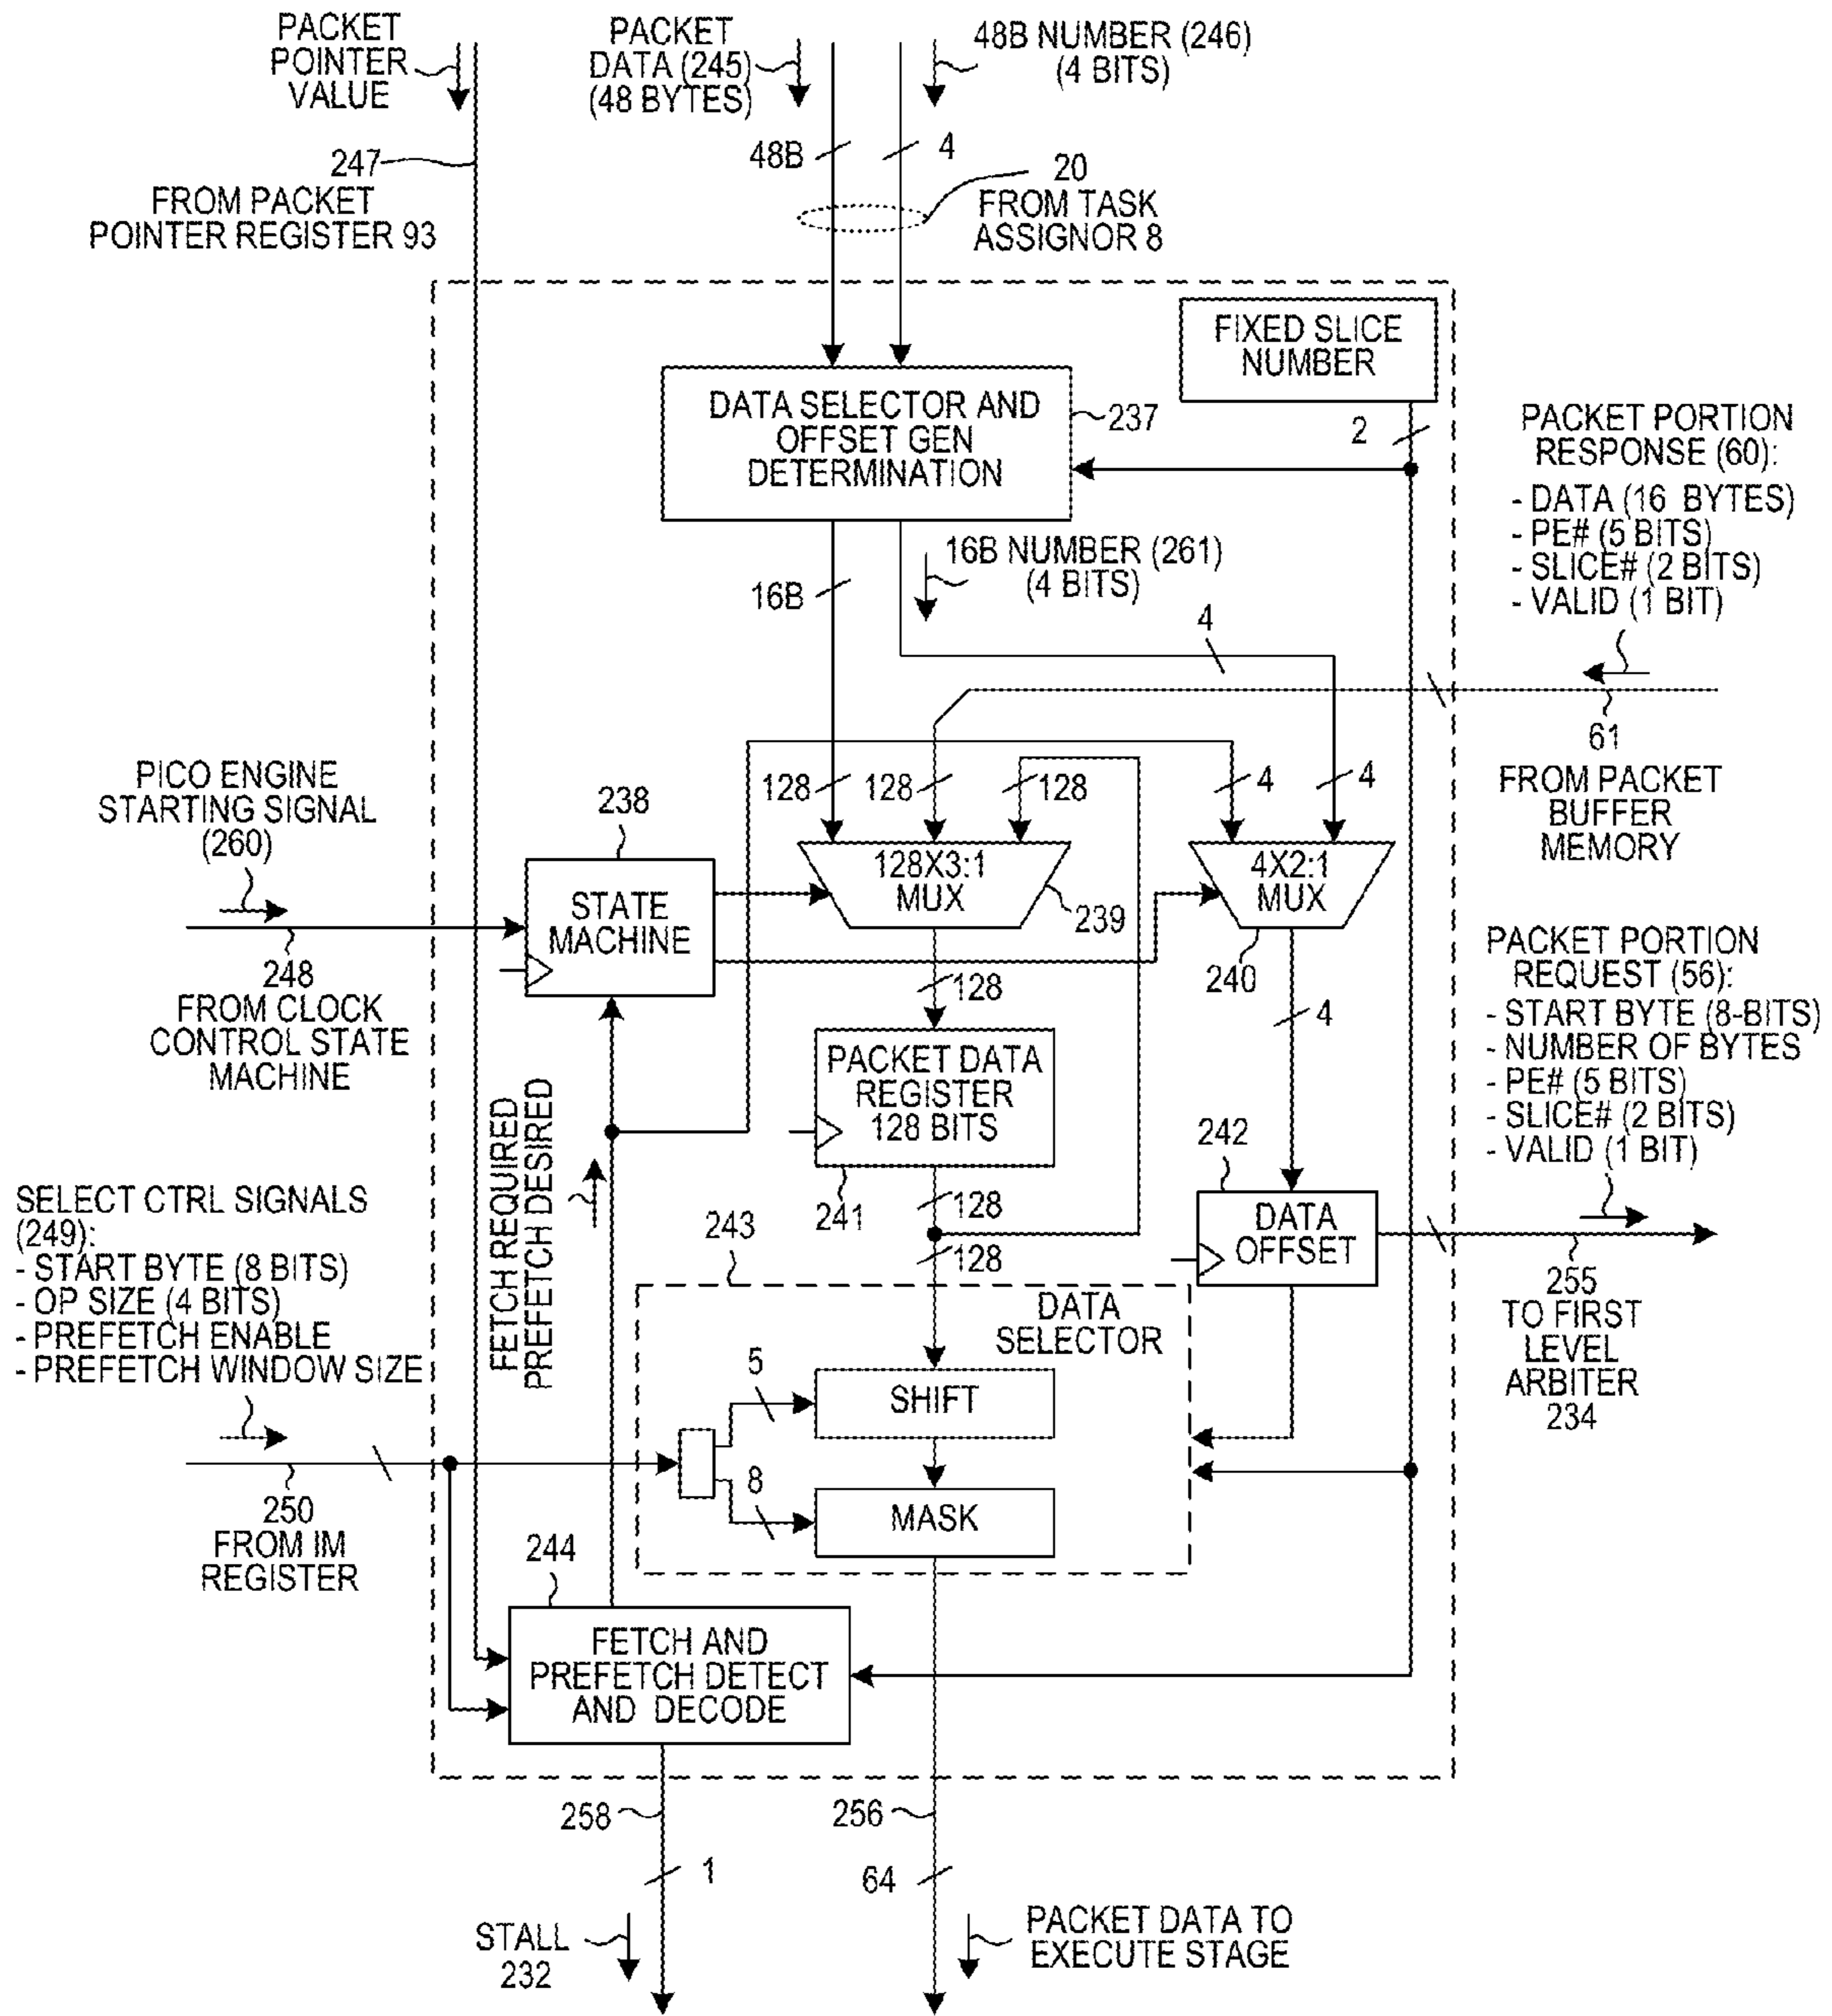 PACKET
POINTER
VALUE
PACKET
DATA (245)
(48 BYTES)
48B NUMBER (246)
(4 BITS)
247
FROM PACKET
POINTER REGISTER 93
48B
4
20
FROM TASK
ASSIGNOR 8
FIXED SLICE
NUMBER
DATA SELECTOR AND
OFFSET GEN
DETERMINATION
237
2
PACKET PORTION
RESPONSE (60):
- DATA (16 BYTES)
- PE# (5 BITS)
- SLICE# (2 BITS)
- VALID (1 BIT)
16B
16B NUMBER (261)
(4 BITS)
4
61
FROM PACKET
BUFFER
MEMORY
PICO ENGINE
STARTING SIGNAL
(260)
248
FROM CLOCK
CONTROL STATE
MACHINE
238
STATE
MACHINE
128
128
128
4
4
128X3:1
MUX
239
4X2:1
MUX
240
128
4
PACKET PORTION
REQUEST (56):
- START BYTE (8-BITS)
- NUMBER OF BYTES
- PE# (5 BITS)
- SLICE# (2 BITS)
- VALID (1 BIT)
PACKET DATA
REGISTER
128 BITS
241
FETCH REQUIRED
PREFETCH DESIRED
128
128
242
DATA
OFFSET
255
TO FIRST
LEVEL
ARBITER
234
SELECT CTRL SIGNALS
(249):
- START BYTE (8 BITS)
- OP SIZE (4 BITS)
- PREFETCH ENABLE
- PREFETCH WINDOW SIZE
250
FROM IM
REGISTER
243
DATA
SELECTOR
5
SHIFT
8
MASK
244
FETCH AND
PREFETCH DETECT
AND DECODE
258
256
1
64
STALL
232
PACKET DATA TO
EXECUTE STAGE